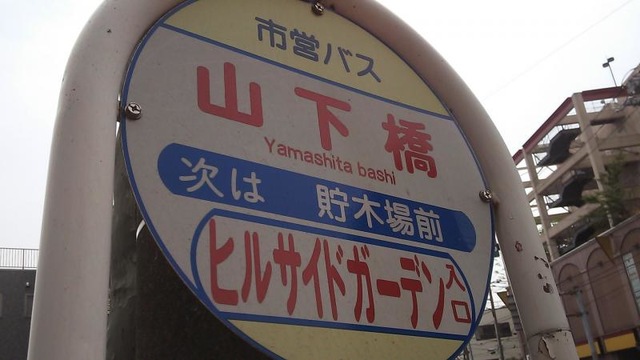 市営バス
山下橋
Yamashita bashi
次は 貯木場前
ヒルサイドガーデン入口